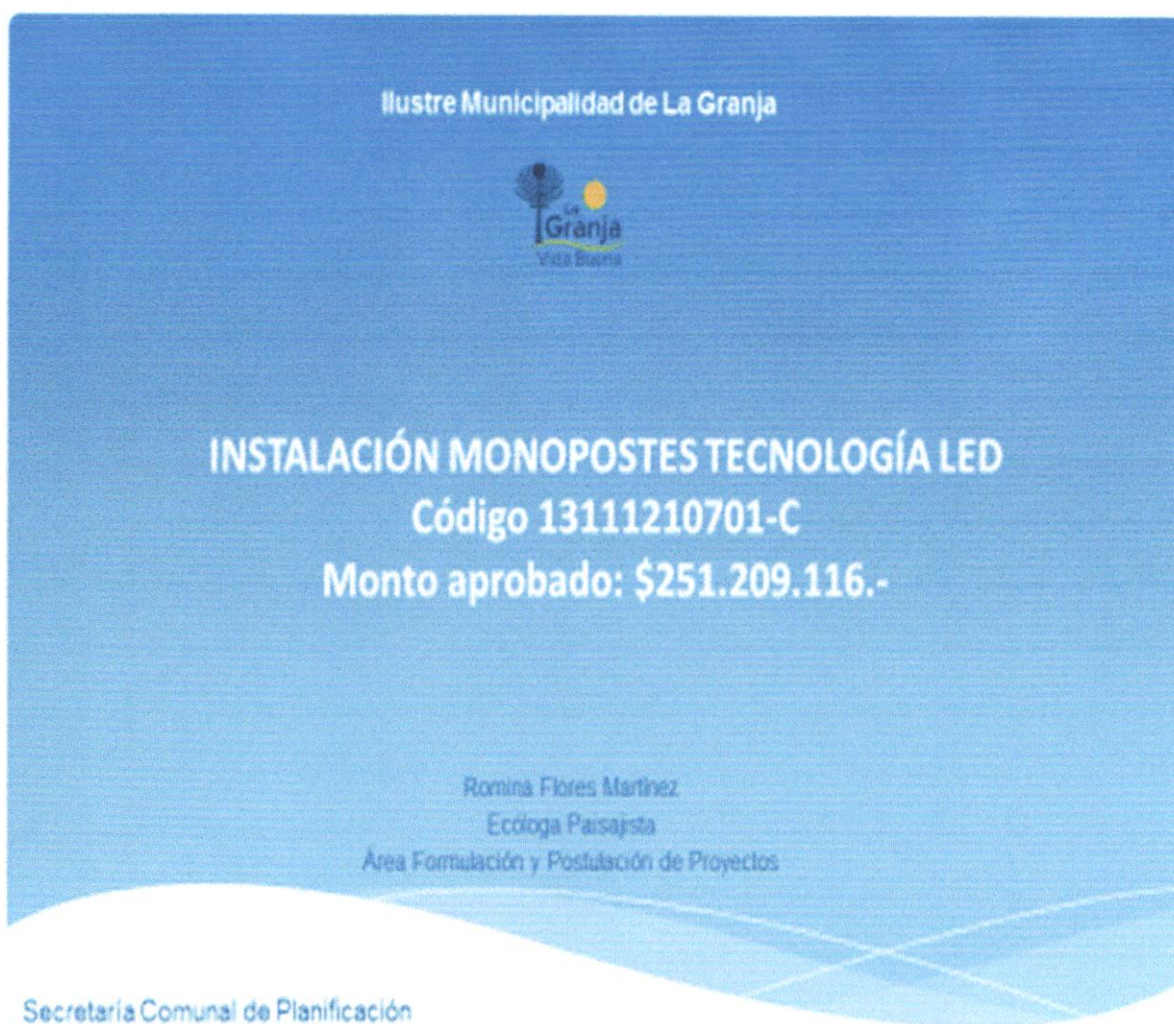 Ilustre Municipalidad de La Granja
La
Granja
Vida Buena
INSTALACIÓN MONOPOSTES TECNOLOGÍA LED
Código 13111210701-C
Monto aprobado: $251.209.116.-
Romina Flores Martínez
Ecóloga Paisajista
Área Formulación y Postulación de Proyectos
Secretaría Comunal de Planificación